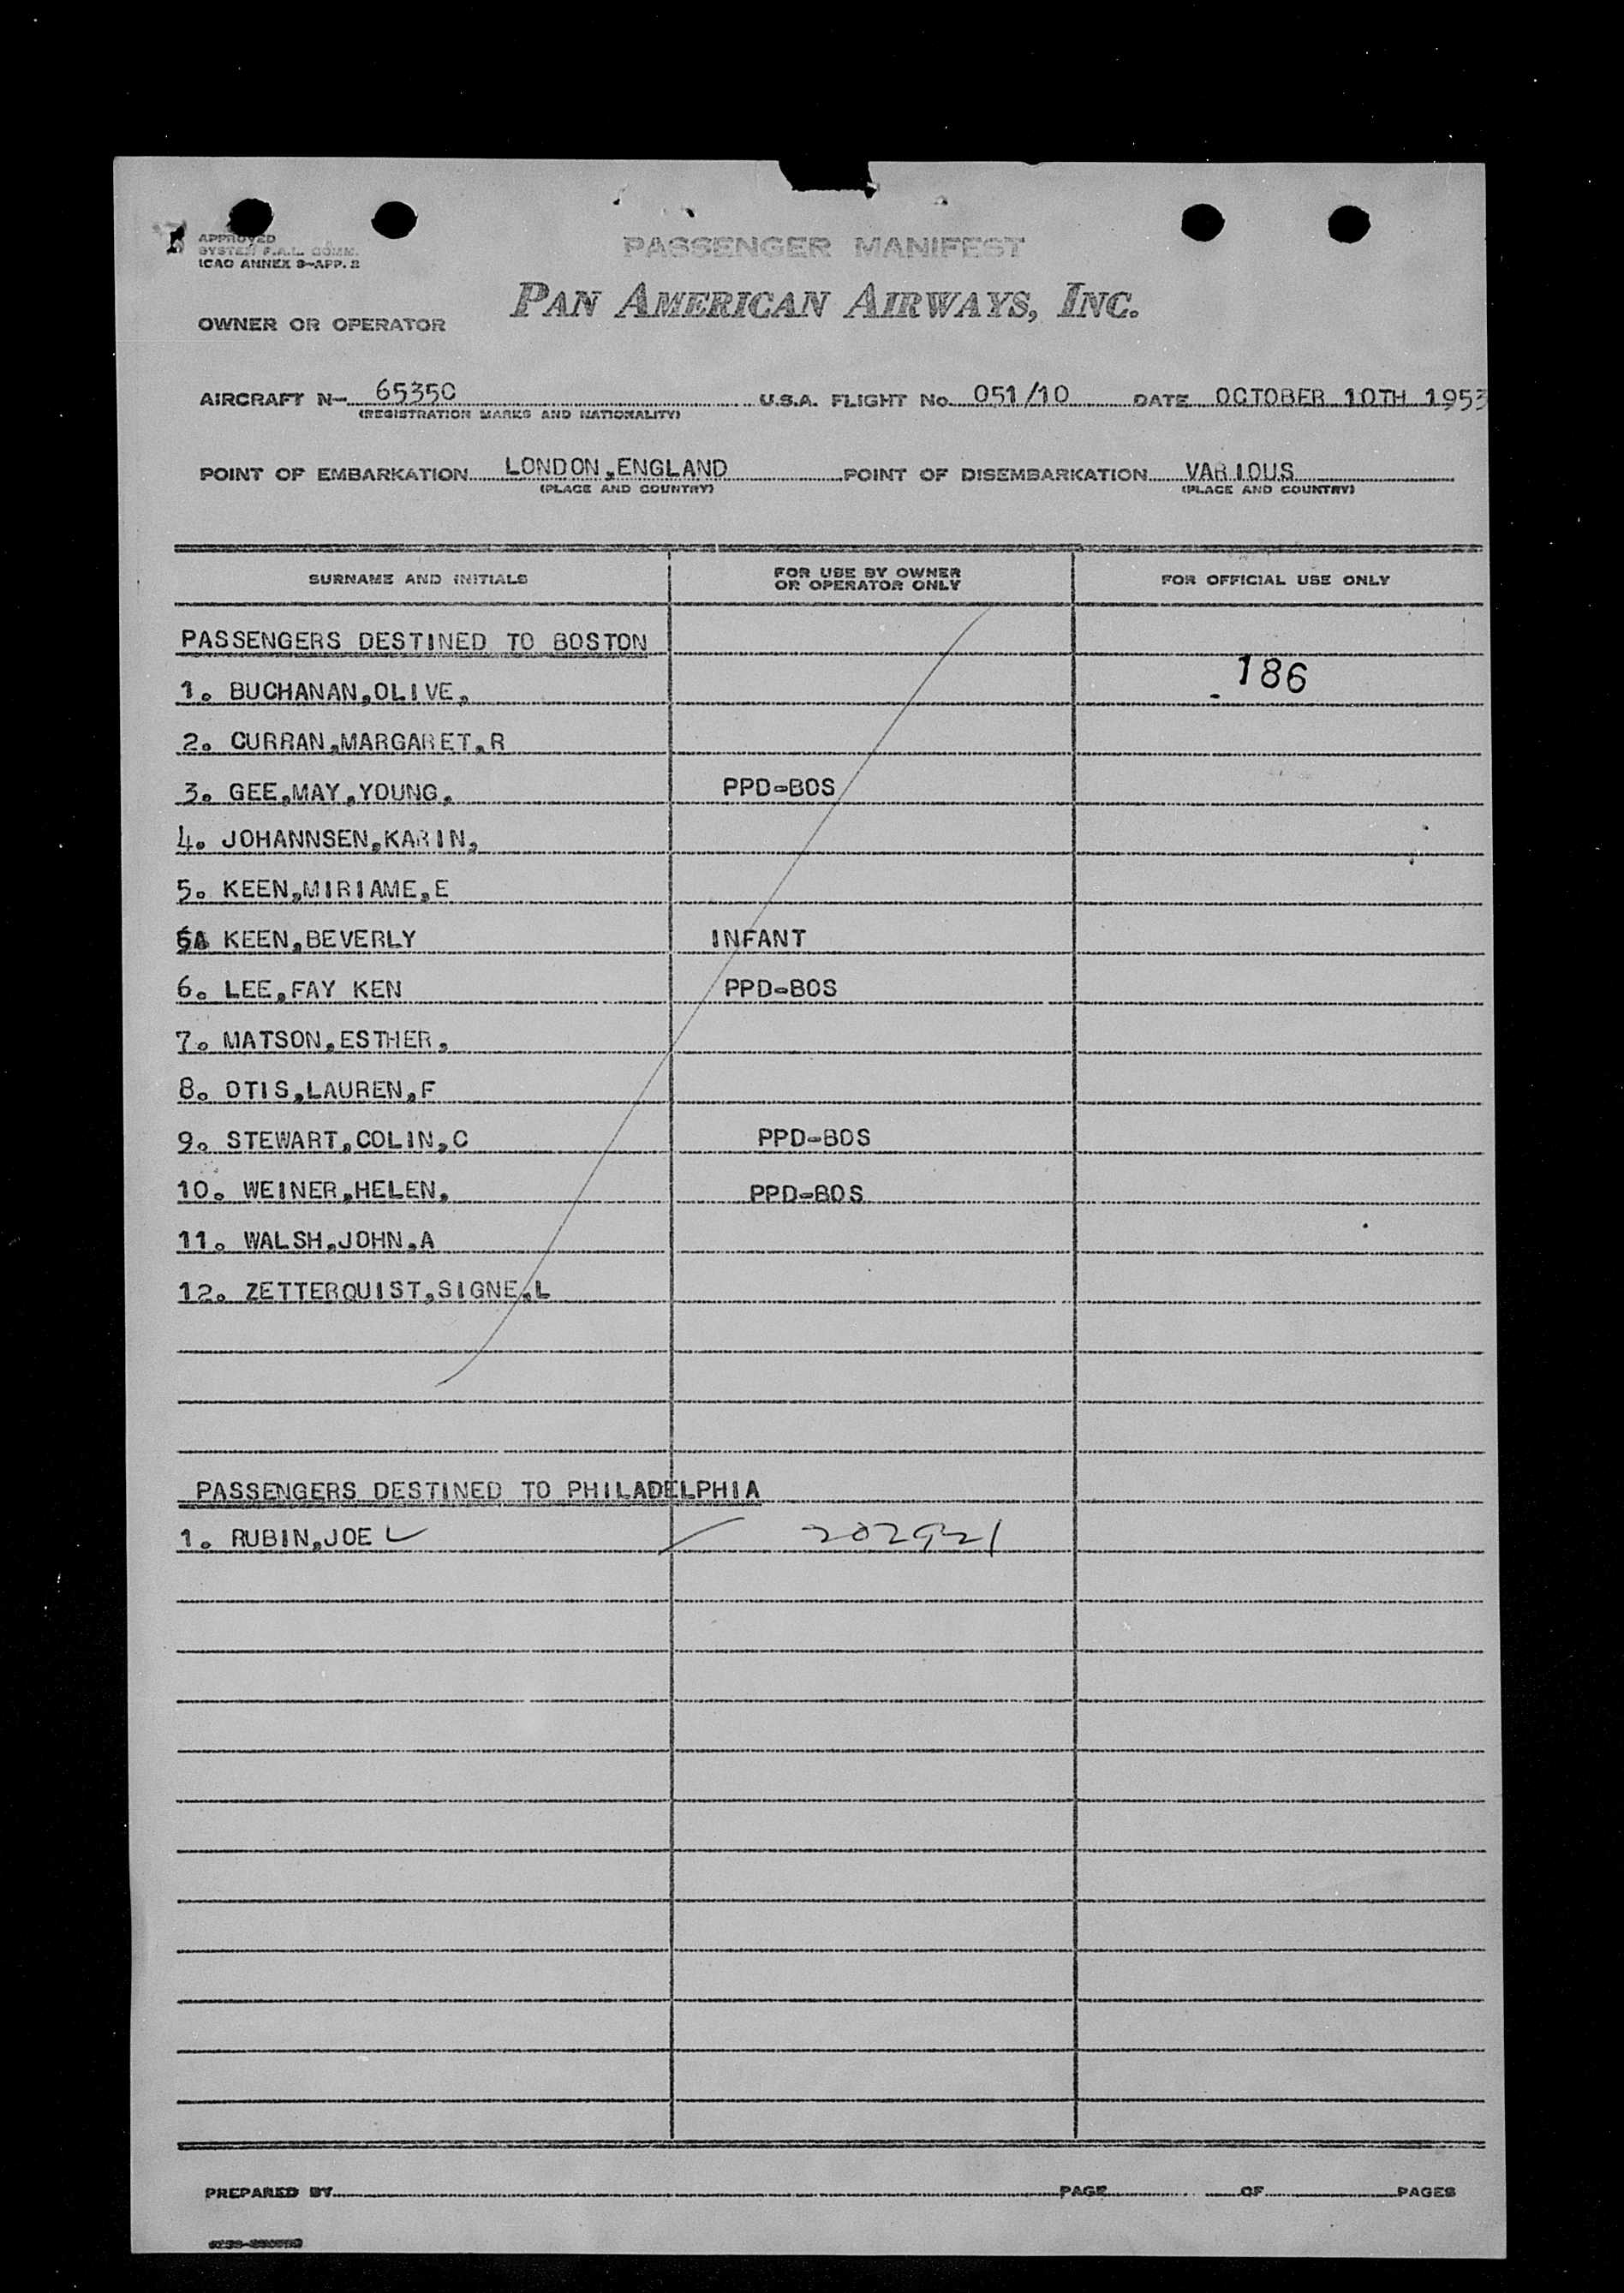 APPROVED
SYSTEM F.A.L. COMM.
ICAO ANNEX 9-APP. 2
PASSENGER MANIFEST
PAN AMERICAN AIRWAYS, INC.
OWNER OR OPERATOR
AIRCRAFT N- 65350 U.S.A. FLIGHT No. 051/10 DATE OCTOBER 10TH 1953
(REGISTRATION MARKS AND NATIONALITY)
POINT OF EMBARKATION LONDON,ENGLAND POINT OF DISEMBARKATION VARIOUS
(PLACE AND COUNTRY) (PLACE AND COUNTRY)
SURNAME AND INITIALS FOR USE BY OWNER OR OPERATOR ONLY FOR OFFICIAL USE ONLY
PASSENGERS DESTINED TO BOSTON
186
1. BUCHANAN,OLIVE,
2. CURRAN,MARGARET,R
3. GEE,MAY,YOUNG, PPD-BOS
4. JOHANNSEN,KARIN,
5. KEEN,MIRIAME,E
5A KEEN,BEVERLY INFANT
6. LEE,FAY KEN PPD-BOS
7. MATSON,ESTHER,
8. OTIS,LAUREN,F
9. STEWART,COLIN,C PPD-BOS
10. WEINER,HELEN, PPD-BOS
11. WALSH,JOHN,A
12. ZETTERQUIST,SIGNE,L
PASSENGERS DESTINED TO PHILADELPHIA
1. RUBIN,JOE 202921
PREPARED BY PAGE OF PAGES